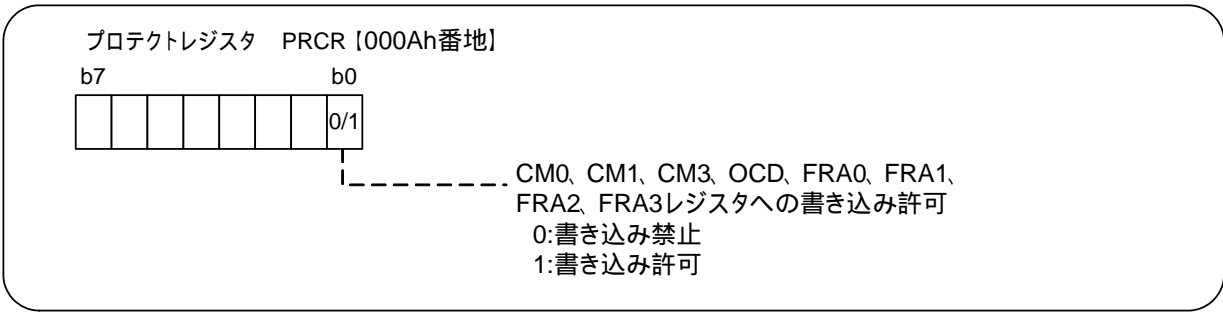 プロテクトレジスタ　PRCR【000Ah番地】
b7 b0
0/1
CM0、CM1、CM3、OCD、FRA0、FRA1、
FRA2、FRA3レジスタへの書き込み許可
0:書き込み禁止
1:書き込み許可